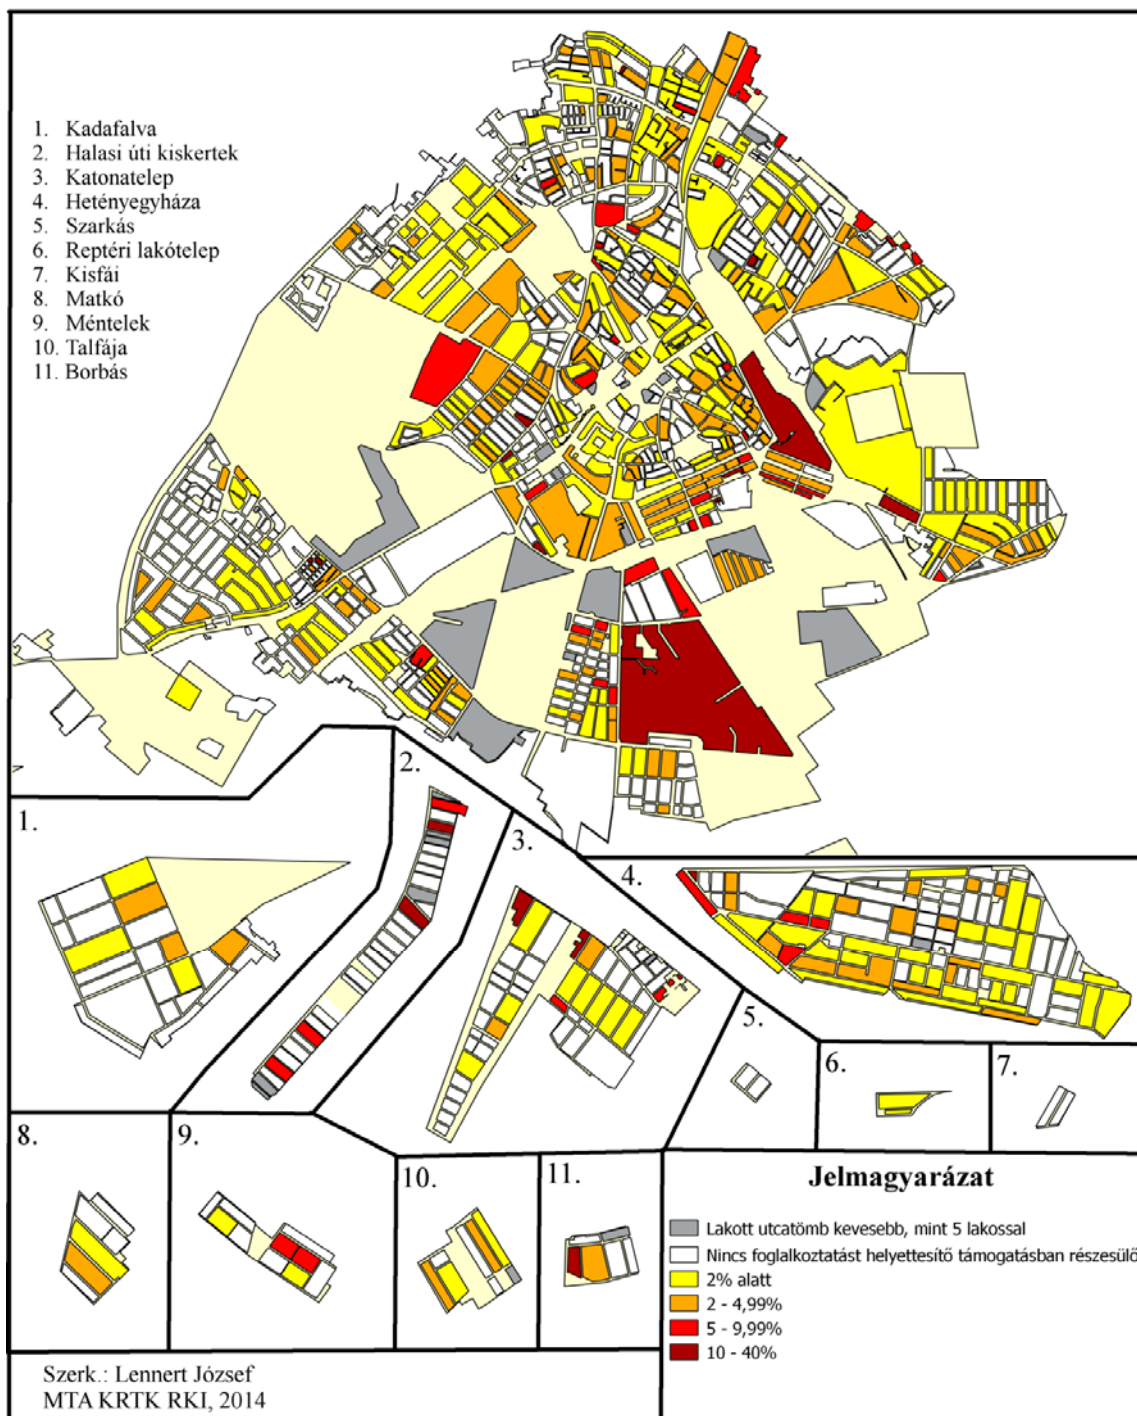 1. Kadafalva
2. Halasi úti kiskertek
3. Katonatelep
4. Hetényegyháza
5. Szarkás
6. Reptéri lakótelep
7. Kisfái
8. Matkó
9. Méntelek
10. Talfája
11. Borbás
1.
2.
3.
4.
5.
6.
7.
8.
9.
10.
11.
Jelmagyarázat
Lakott utcatömb kevesebb, mint 5 lakossal
Nincs foglalkoztatást helyettesítő támogatásban részesülő
2% alatt
2 - 4,99%
5 - 9,99%
10 - 40%
Szerk.: Lennert József
MTA KRTK RKI, 2014